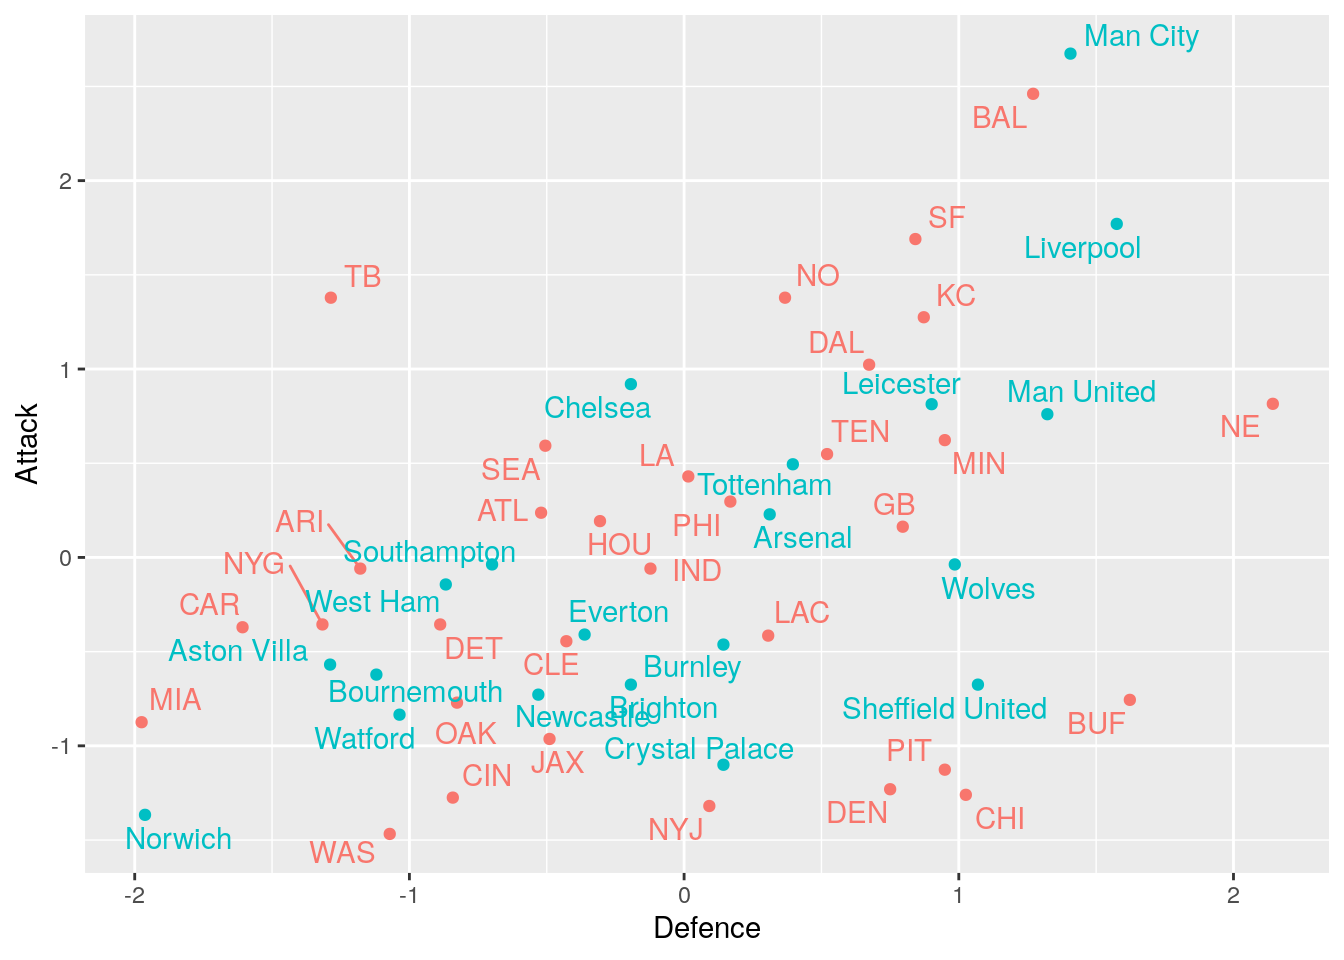 Man City
BAL
2
SF
Liverpool
TB
NO
KC
DAL
1
Leicester
Man United
Chelsea
NE
TEN
LA
MIN
SEA
Tottenham
GB
ATL
ARI
PHI
Arsenal
HOU
Southampton
0
NYG
IND
Wolves
West Ham
CAR
Everton
LAC
Aston Villa
DET
CLE
Burnley
Bournemouth
MIA
Brighton
Sheffield United
Newcastle
BUF
OAK
Watford
-1
Crystal Palace
PIT
JAX
CIN
DEN
CHI
NYJ
Norwich
WAS
-2
-1
0
1
2
Defence
Attack